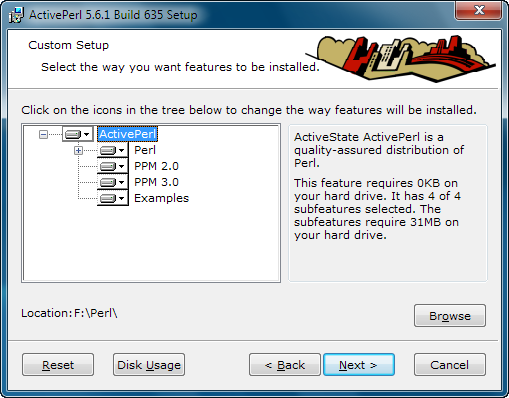 ActivePerl 5.6.1 Build 635 Setup
Custom Setup
Select the way you want features to be installed.
Click on the icons in the tree below to change the way features will be installed.
ActivePerl
Perl
PPM 2.0
PPM 3.0
Examples
ActiveState ActivePerl is a
quality-assured distribution of
Perl.
This feature requires 0KB on
your hard drive. It has 4 of 4
subfeatures selected. The
subfeatures require 31MB on
your hard drive.
Location:F:\Perl\
Browse
Reset
Disk Usage
< Back
Next >
Cancel